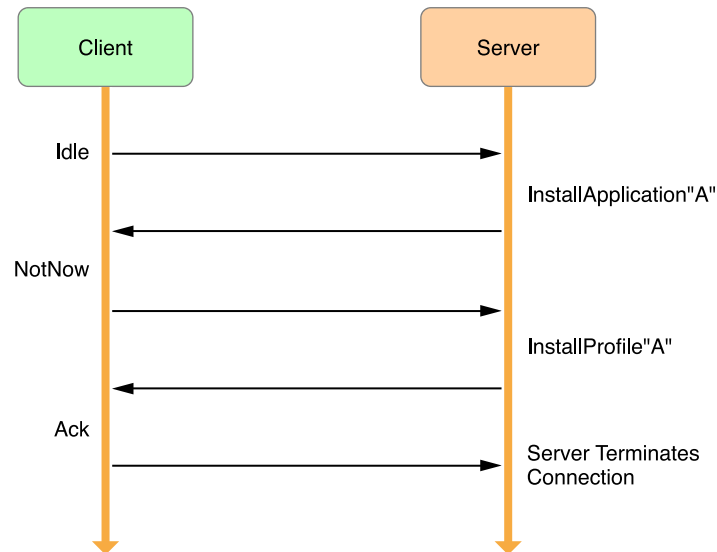 Client
Server
Idle
InstallApplication"A"
NotNow
InstallProfile"A"
Ack
Server Terminates
Connection